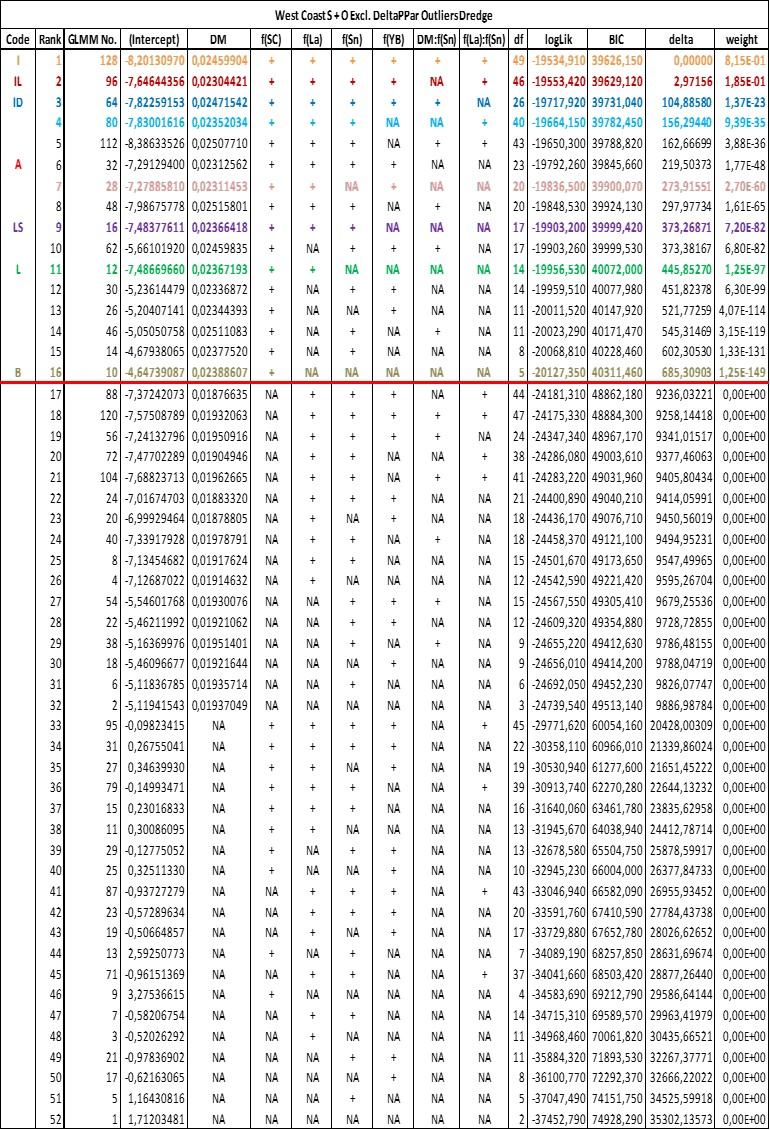 West Coast S + O Excl. DeltaPPar Outliers Dredge
Code Rank GLMM No. (Intercept) DM f(SC) f(La) f(Sn) f(YB) DM:f(Sn) f(La):f(Sn) df logLik BIC delta weight
I 1 128 -8,20130970 0,02459904 + + + + + + 49 -19534,910 39626,150 0,00000 8,15E-01
IL 2 96 -7,64644356 0,02304421 + + + + NA + 46 -19553,420 39629,120 2,97156 1,85E-01
ID 3 64 -7,82259153 0,02471542 + + + + + NA 26 -19717,920 39731,040 104,88580 1,37E-23
4 80 -7,83001616 0,02352034 + + + NA NA + 40 -19664,150 39782,450 156,29440 9,39E-35
5 112 -8,38633526 0,02507710 + + + NA + + 43 -19650,300 39788,820 162,66699 3,88E-36
A 6 32 -7,29129400 0,02312562 + + + + NA NA 23 -19792,260 39845,660 219,50373 1,77E-48
7 28 -7,27885810 0,02311453 + + NA + NA NA 20 -19836,500 39900,070 273,91551 2,70E-60
8 48 -7,98675778 0,02515801 + + + NA + NA 20 -19848,530 39924,130 297,97734 1,61E-65
LS 9 16 -7,48377611 0,02366418 + + + NA NA NA 17 -19903,200 39999,420 373,26871 7,20E-82
10 62 -5,66101920 0,02459835 + NA + + + NA 17 -19903,260 39999,530 373,38167 6,80E-82
L 11 12 -7,48669660 0,02367193 + + NA NA NA NA 14 -19956,530 40072,000 445,85270 1,25E-97
12 30 -5,23614479 0,02336872 + NA + + NA NA 14 -19959,510 40077,980 451,82378 6,30E-99
13 26 -5,20407141 0,02344393 + NA NA + NA NA 11 -20011,520 40147,920 521,77259 4,07E-114
14 46 -5,05050758 0,02511083 + NA + NA + NA 11 -20023,290 40171,470 545,31469 3,15E-119
15 14 -4,67938065 0,02377520 + NA + NA NA NA 8 -20068,810 40228,460 602,30530 1,33E-131
B 16 10 -4,64739087 0,02388607 + NA NA NA NA NA 5 -20127,350 40311,460 685,30903 1,25E-149
17 88 -7,37242073 0,01876635 NA + + + NA + 44 -24181,310 48862,180 9236,03221 0,00E+00
18 120 -7,57508789 0,01932063 NA + + + + + 47 -24175,330 48884,300 9258,14418 0,00E+00
19 56 -7,24132796 0,01950916 NA + + + + NA 24 -24347,340 48967,170 9341,01517 0,00E+00
20 72 -7,47702289 0,01904946 NA + + NA NA + 38 -24286,080 49003,610 9377,46063 0,00E+00
21 104 -7,68823713 0,01962665 NA + + NA + + 41 -24283,220 49031,960 9405,80434 0,00E+00
22 24 -7,01674703 0,01883320 NA + + + NA NA 21 -24400,890 49040,210 9414,05991 0,00E+00
23 20 -6,99929464 0,01878805 NA + NA + NA NA 18 -24436,170 49076,710 9450,56019 0,00E+00
24 40 -7,33917928 0,01978791 NA + + NA + NA 18 -24458,370 49121,100 9494,95231 0,00E+00
25 8 -7,13454682 0,01917624 NA + + NA NA NA 15 -24501,670 49173,650 9547,49965 0,00E+00
26 4 -7,12687022 0,01914632 NA + NA NA NA NA 12 -24542,590 49221,420 9595,26704 0,00E+00
27 54 -5,54601768 0,01930076 NA NA + + + NA 15 -24567,550 49305,410 9679,25536 0,00E+00
28 22 -5,46211992 0,01921062 NA NA + + NA NA 12 -24609,320 49354,880 9728,72855 0,00E+00
29 38 -5,16369976 0,01951401 NA NA + NA + NA 9 -24655,220 49412,630 9786,48155 0,00E+00
30 18 -5,46096677 0,01921644 NA NA NA + NA NA 9 -24656,010 49414,200 9788,04719 0,00E+00
31 6 -5,11836785 0,01935714 NA NA + NA NA NA 6 -24692,050 49452,230 9826,07747 0,00E+00
32 2 -5,11941543 0,01937049 NA NA NA NA NA NA 3 -24739,540 49513,140 9886,98784 0,00E+00
33 95 -0,09823415 NA + + + + NA + 45 -29771,620 60054,160 20428,00309 0,00E+00
34 31 0,26755041 NA + + + + NA NA 22 -30358,110 60966,010 21339,86024 0,00E+00
35 27 0,34639930 NA + + NA + NA NA 19 -30530,940 61277,600 21651,45222 0,00E+00
36 79 -0,14993471 NA + + + NA NA + 39 -30913,740 62270,280 22644,13232 0,00E+00
37 15 0,23016833 NA + + + NA NA NA 16 -31640,060 63461,780 23835,62958 0,00E+00
38 11 0,30086095 NA + + NA NA NA NA 13 -31945,670 64038,940 24412,78714 0,00E+00
39 29 -0,12775052 NA + NA + + NA NA 13 -32678,580 65504,750 25878,59917 0,00E+00
40 25 0,32511330 NA + NA NA + NA NA 10 -32945,230 66004,000 26377,84733 0,00E+00
41 87 -0,93727279 NA NA + + + NA + 43 -33046,940 66582,090 26955,93452 0,00E+00
42 23 -0,57289634 NA NA + + + NA NA 20 -33591,760 67410,590 27784,43738 0,00E+00
43 19 -0,50664857 NA NA + NA + NA NA 17 -33729,880 67652,780 28026,62652 0,00E+00
44 13 2,59250773 NA + NA + NA NA NA 7 -34089,190 68257,850 28631,69674 0,00E+00
45 71 -0,96151369 NA NA + + NA NA + 37 -34041,660 68503,420 28877,26440 0,00E+00
46 9 3,27536615 NA + NA NA NA NA NA 4 -34583,690 69212,790 29586,64144 0,00E+00
47 7 -0,58206754 NA NA + + NA NA NA 14 -34715,310 69589,570 29963,41979 0,00E+00
48 3 -0,52026292 NA NA + NA NA NA NA 11 -34968,460 70061,820 30435,66521 0,00E+00
49 21 -0,97836902 NA NA NA + + NA NA 11 -35884,320 71893,530 32267,37771 0,00E+00
50 17 -0,62163065 NA NA NA NA + NA NA 8 -36100,770 72292,370 32666,22022 0,00E+00
51 5 1,16430816 NA NA NA + NA NA NA 5 -37047,490 74151,750 34525,59918 0,00E+00
52 1 1,71203481 NA NA NA NA NA NA NA 2 -37452,790 74928,290 35302,13573 0,00E+00